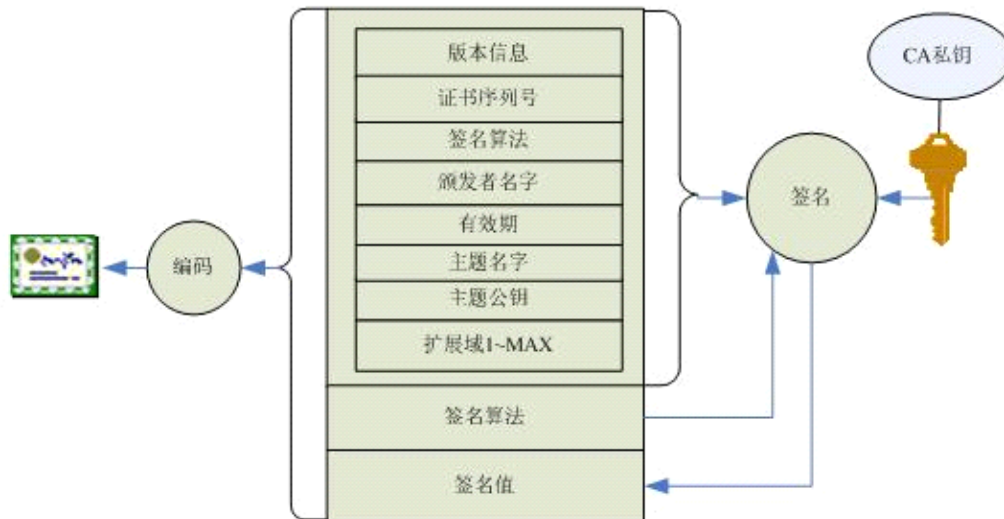 版本信息
证书序列号
签名算法
颁发者名字
有效期
主题名字
主题公钥
扩展域1~MAX
签名算法
签名值
编码
签名
CA私钥